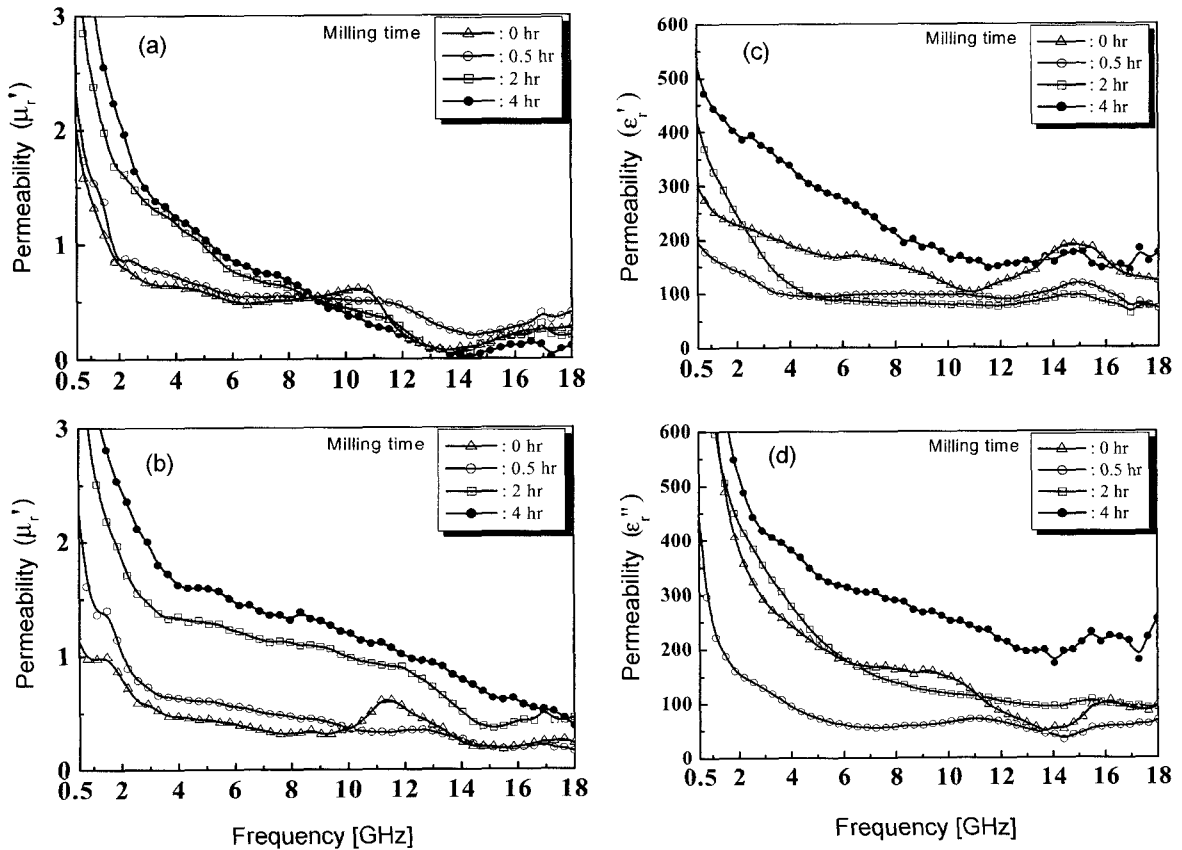 3
2
1
0
Permeability (μr')
(a)
Milling time
: 0 hr
: 0.5 hr
: 2 hr
: 4 hr
0.5 2 4 6 8 10 12 14 16 18
600
500
400
300
200
100
0
Permeability (εr')
(c)
Milling time
: 0 hr
: 0.5 hr
: 2 hr
: 4 hr
0.5 2 4 6 8 10 12 14 16 18
3
2
1
0
Permeability (μr')
(b)
Milling time
: 0 hr
: 0.5 hr
: 2 hr
: 4 hr
0.5 2 4 6 8 10 12 14 16 18
Frequency [GHz]
600
500
400
300
200
100
0
Permeability (εr")
(d)
Milling time
: 0 hr
: 0.5 hr
: 2 hr
: 4 hr
0.5 2 4 6 8 10 12 14 16 18
Frequency [GHz]